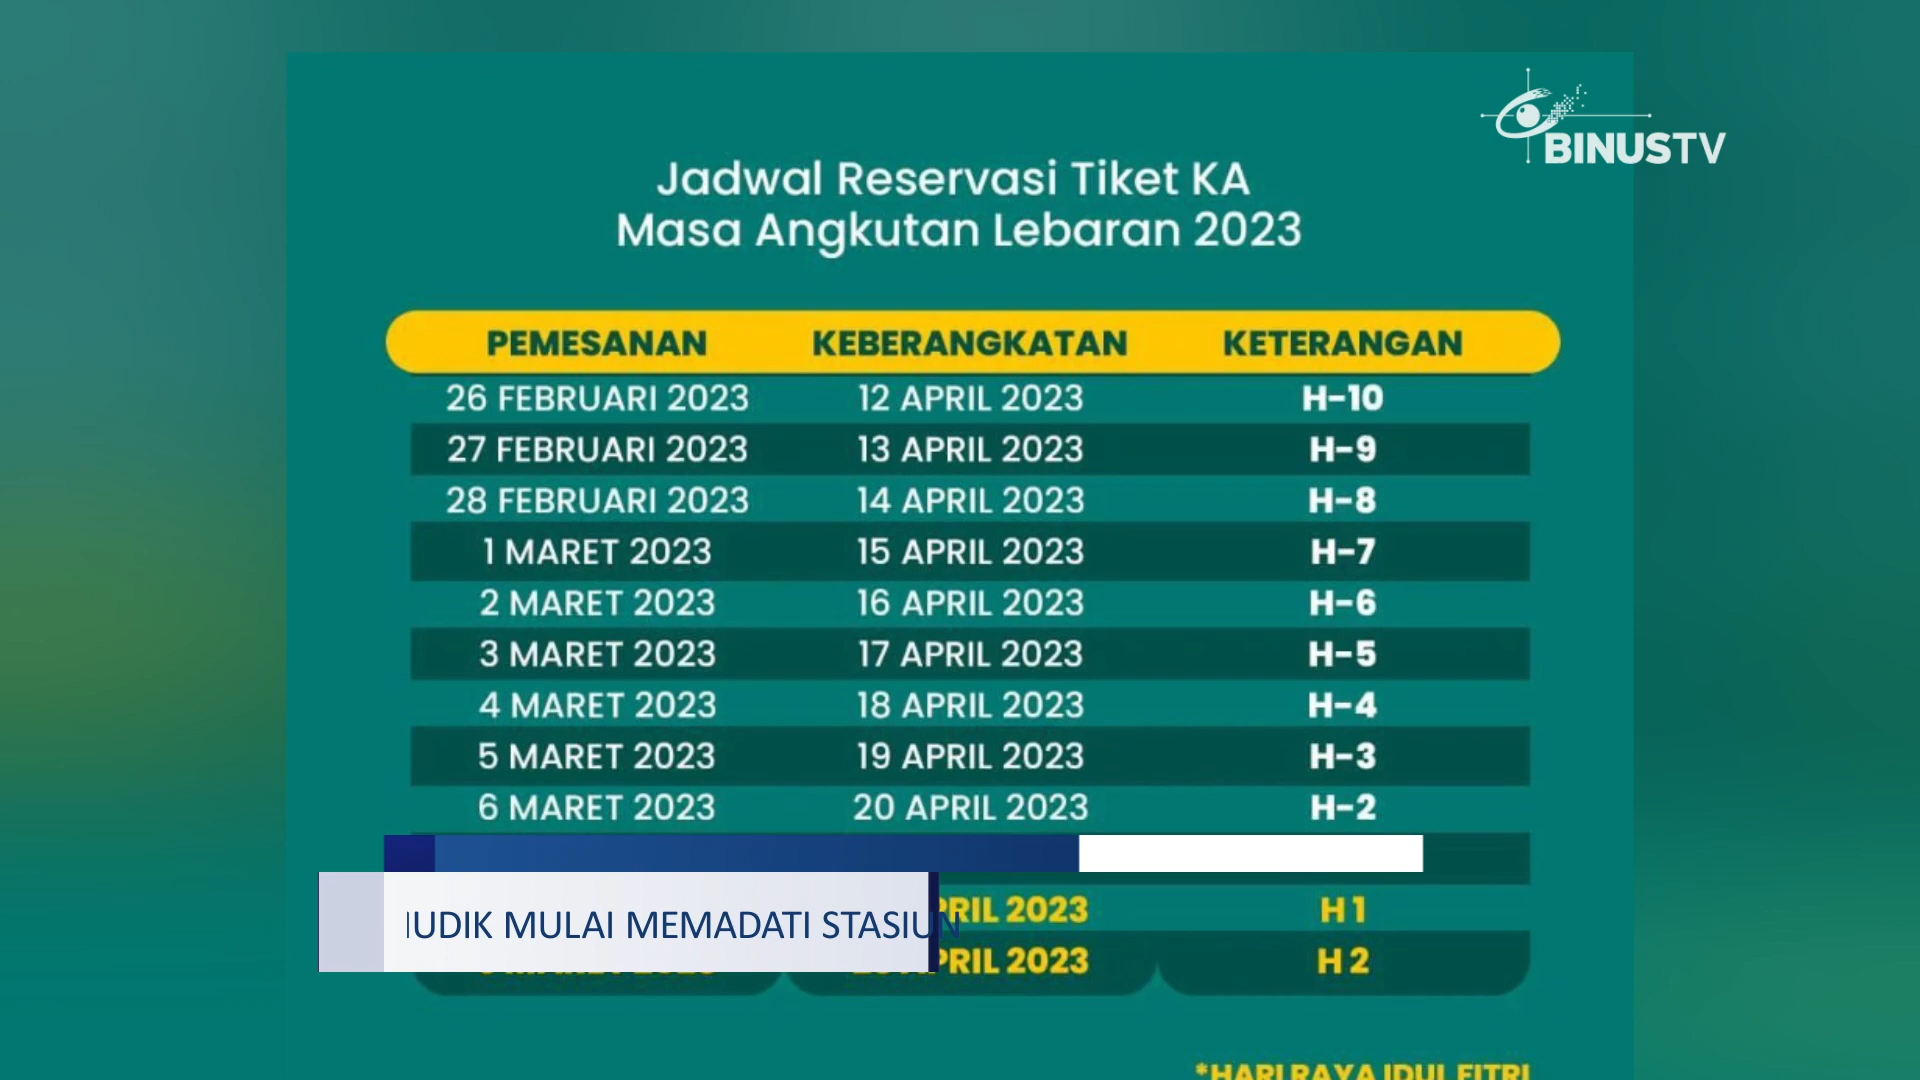 BINUSTV
Jadwal Reservasi Tiket KA
Masa Angkutan Lebaran 2023
PEMESANAN KEBERANGKATAN KETERANGAN
26 FEBRUARI 2023 12 APRIL 2023 H-10
27 FEBRUARI 2023 13 APRIL 2023 H-9
28 FEBRUARI 2023 14 APRIL 2023 H-8
1 MARET 2023 15 APRIL 2023 H-7
2 MARET 2023 16 APRIL 2023 H-6
3 MARET 2023 17 APRIL 2023 H-5
4 MARET 2023 18 APRIL 2023 H-4
5 MARET 2023 19 APRIL 2023 H-3
6 MARET 2023 20 APRIL 2023 H-2
PRIL 2023 H 1
UDIK MULAI MEMADATI STASIUN
PRIL 2023 H 2
*HARI RAYA IDUL FITRI